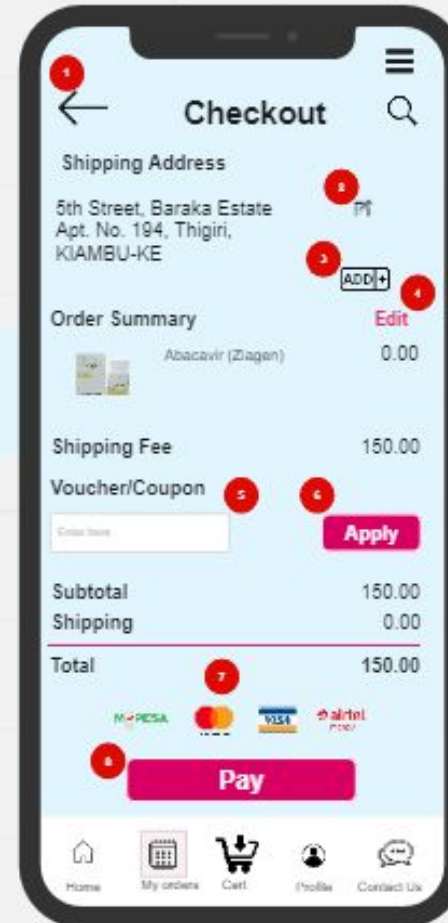 1
Checkout
Shipping Address
2
5th Street, Baraka Estate
Apt. No. 194, Thigiri,
KIAMBU-KE
3
ADD +
4
Order Summary Edit
Abacavir (Ziagen) 0.00
Shipping Fee 150.00
Voucher/Coupon
5
6
Enter here
Apply
Subtotal 150.00
Shipping 0.00
Total 150.00
7
M-PESA VISA airtel
8
Pay
Home My orders Cart Profile Contact Us